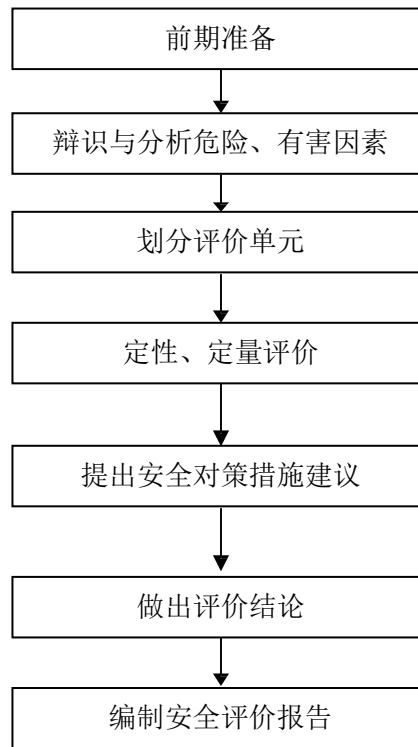 前期准备
辩识与分析危险、有害因素
划分评价单元
定性、定量评价
提出安全对策措施建议
做出评价结论
编制安全评价报告